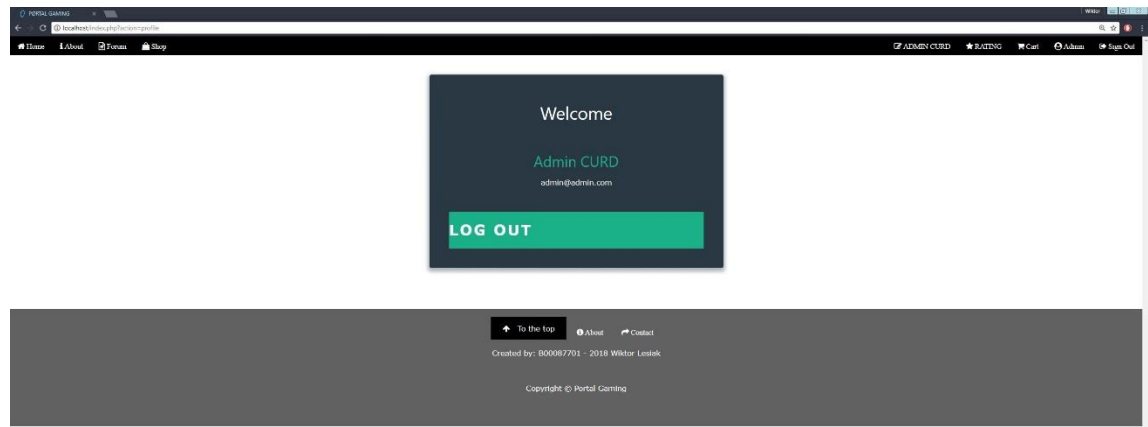 PORTAL GAMING
Wiktor
localhost/index.php?action=profile
Home About Forum Shop ADMIN CURD RATING Cart Admin Sign Out
Welcome
Admin CURD
admin@admin.com
LOG OUT
To the top About Contact
Created by: B00087701 - 2018 Wiktor Lesiak
Copyright © Portal Gaming